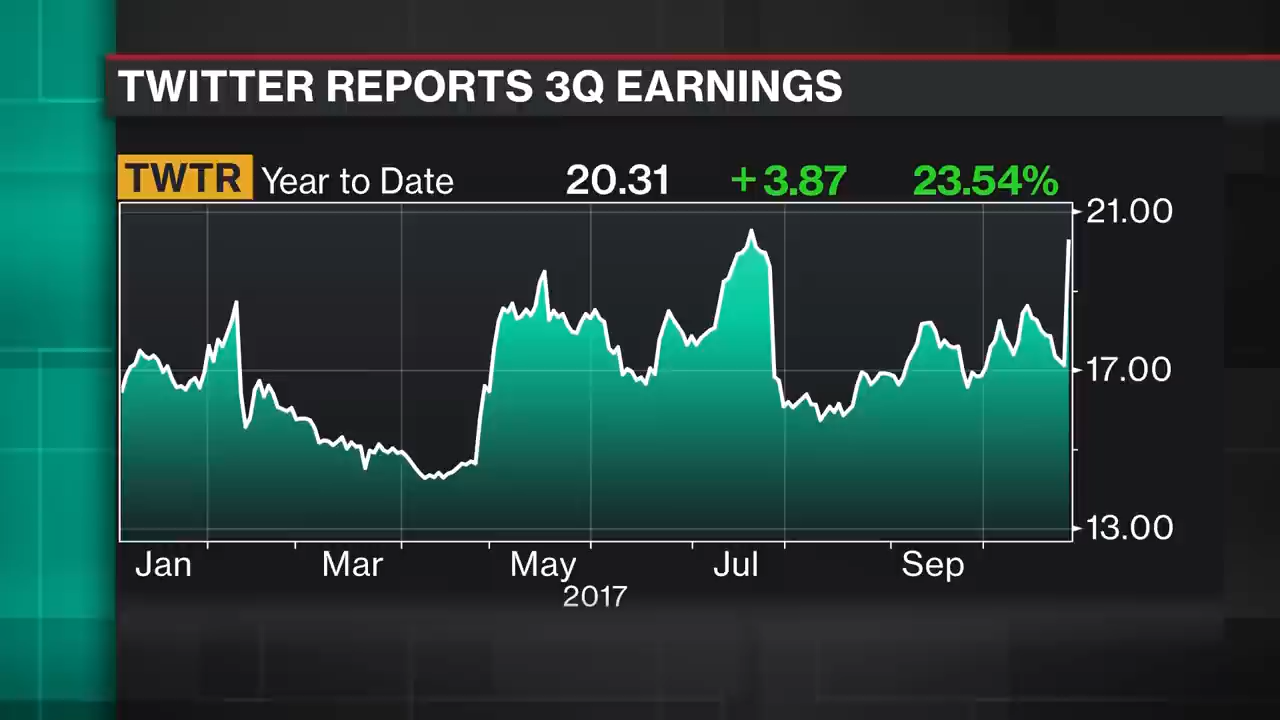 TWITTER REPORTS 3Q EARNINGS
TWTR Year to Date 20.31 +3.87 23.54%
21.00
17.00
13.00
Jan Mar May Jul Sep
2017